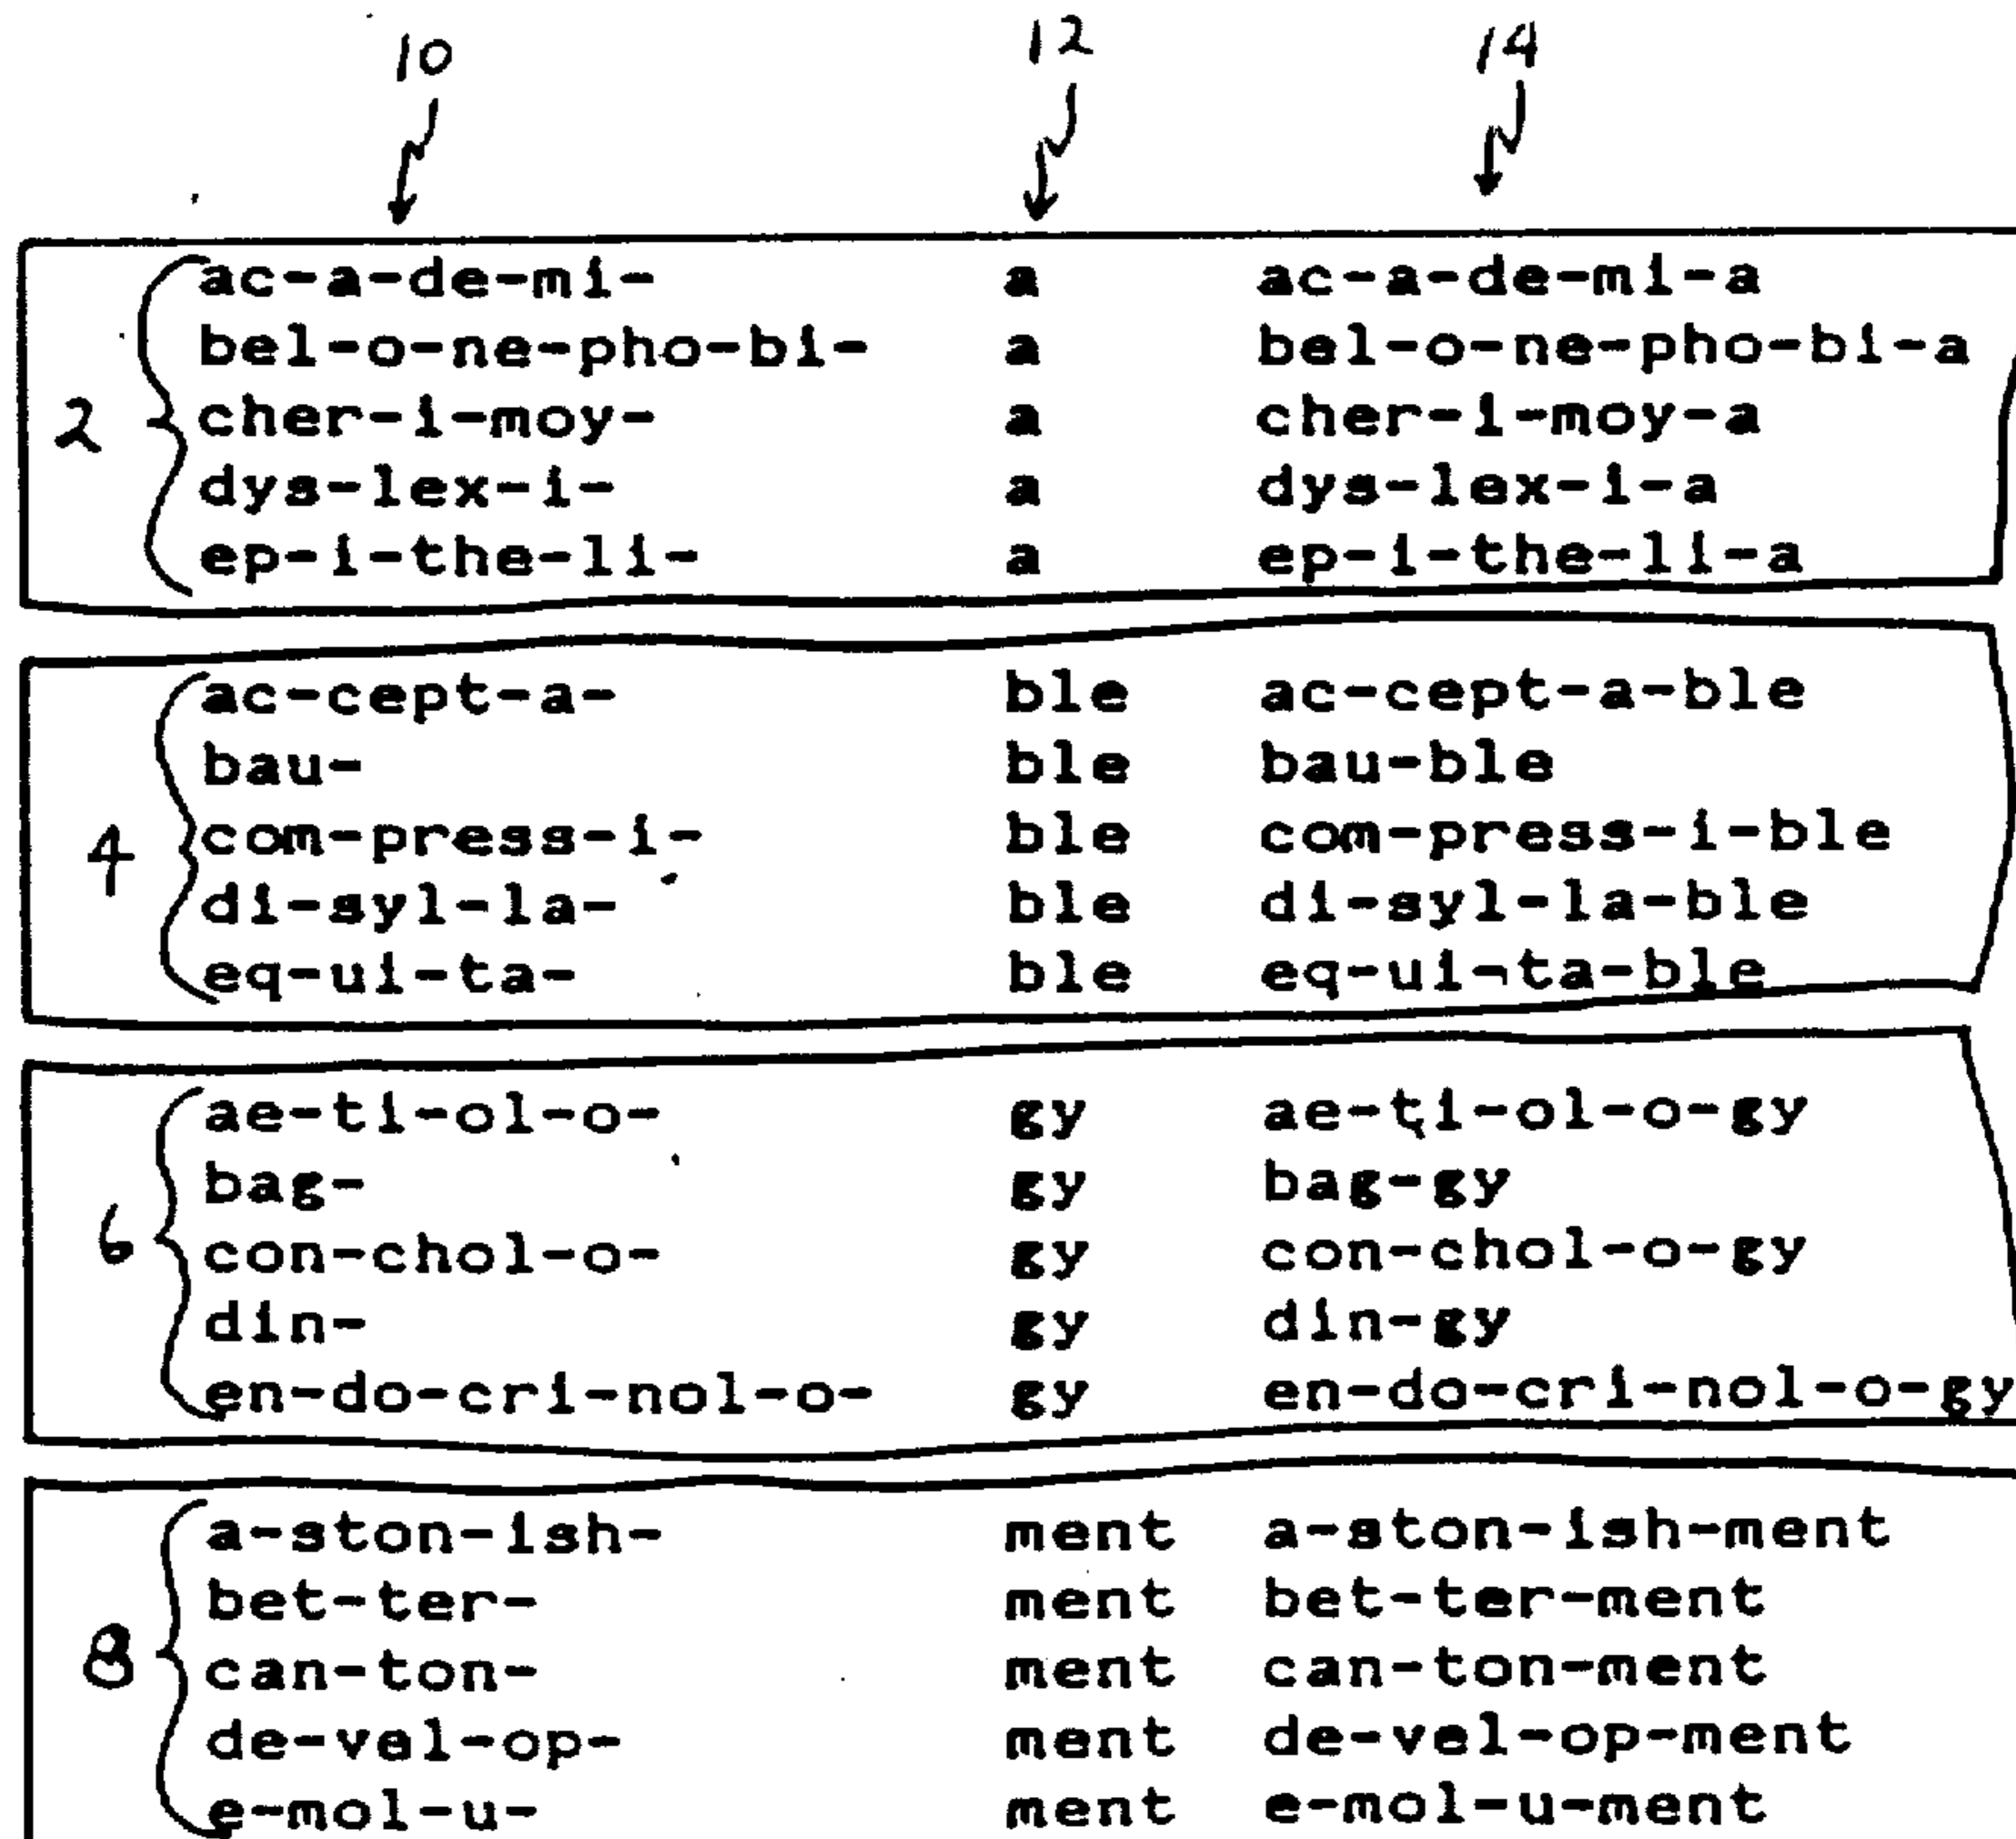 10 12 14
ac-a-de-mi- a ac-a-de-mi-a
bel-o-ne-pho-bi- a bel-o-ne-pho-bi-a
2 cher-i-moy- a cher-i-moy-a
dys-lex-i- a dys-lex-i-a
ep-i-the-li- a ep-i-the-li-a
ac-cept-a- ble ac-cept-a-ble
bau- ble bau-ble
4 com-press-i- ble com-press-i-ble
di-syl-la- ble di-syl-la-ble
eq-ui-ta- ble eq-ui-ta-ble
ae-ti-ol-o- gy ae-ti-ol-o-gy
bag- gy bag-gy
6 con-chol-o- gy con-chol-o-gy
din- gy din-gy
en-do-cri-nol-o- gy en-do-cri-nol-o-gy
a-ston-ish- ment a-ston-ish-ment
bet-ter- ment bet-ter-ment
8 can-ton- ment can-ton-ment
de-vel-op- ment de-vel-op-ment
e-mol-u- ment e-mol-u-ment